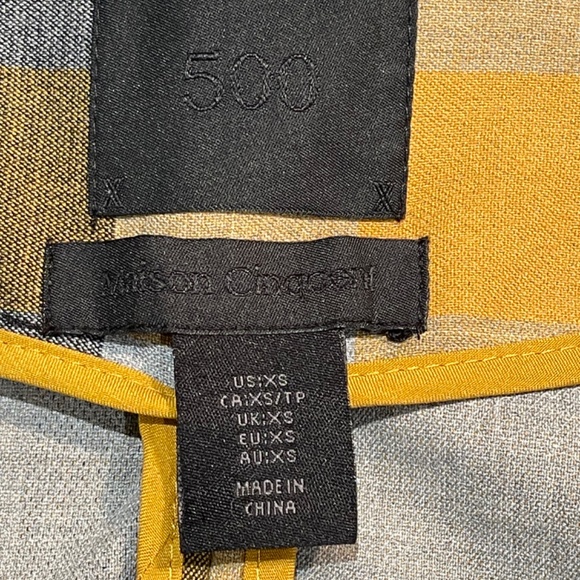 500
X X
Maison Cinqcent
US:XS
CA:XS/TP
UK:XS
EU:XS
AU:XS
MADE IN
CHINA